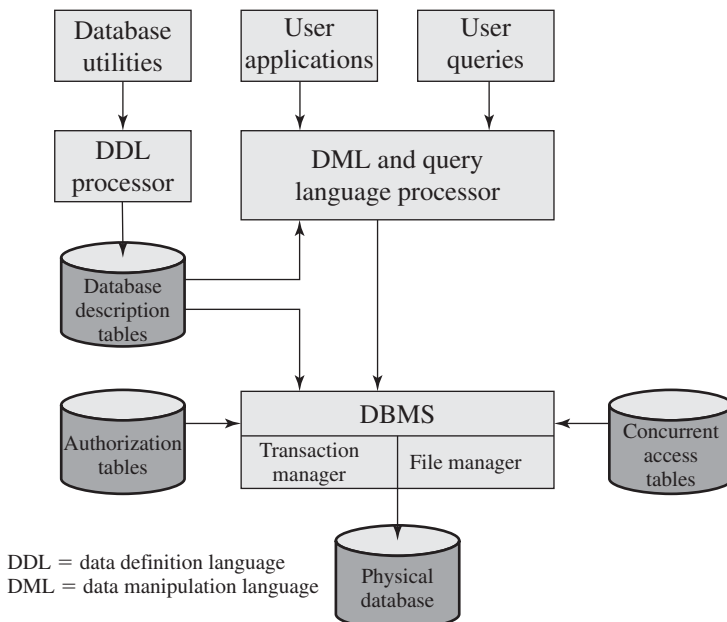 Database
utilities
User
applications
User
queries
DDL
processor
DML and query
language processor
Database
description
tables
DBMS
Transaction
manager
File manager
Authorization
tables
Concurrent
access
tables
Physical
database
DDL = data definition language
DML = data manipulation language